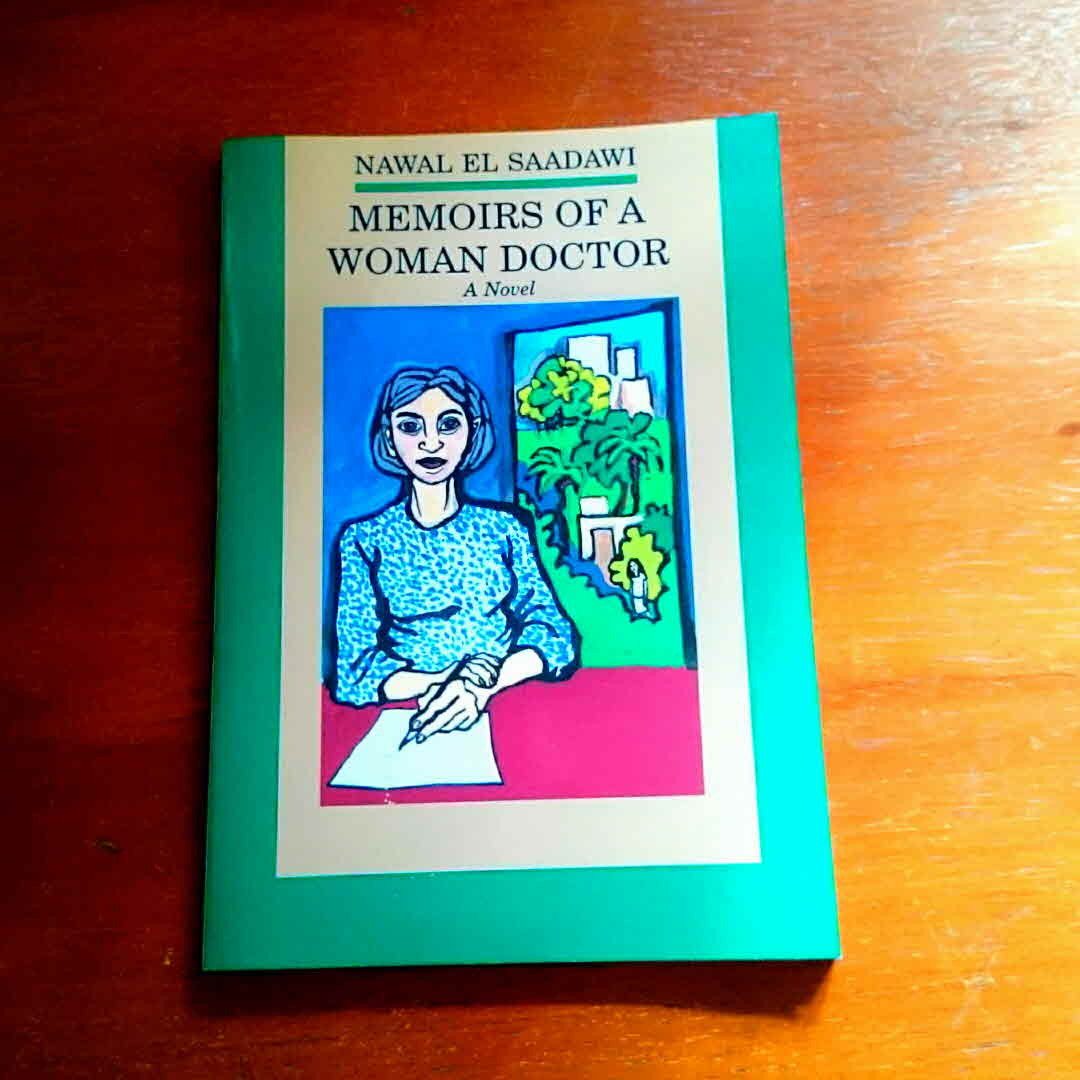 NAWAL EL SAADAWI
MEMOIRS OF A
WOMAN DOCTOR
A Novel